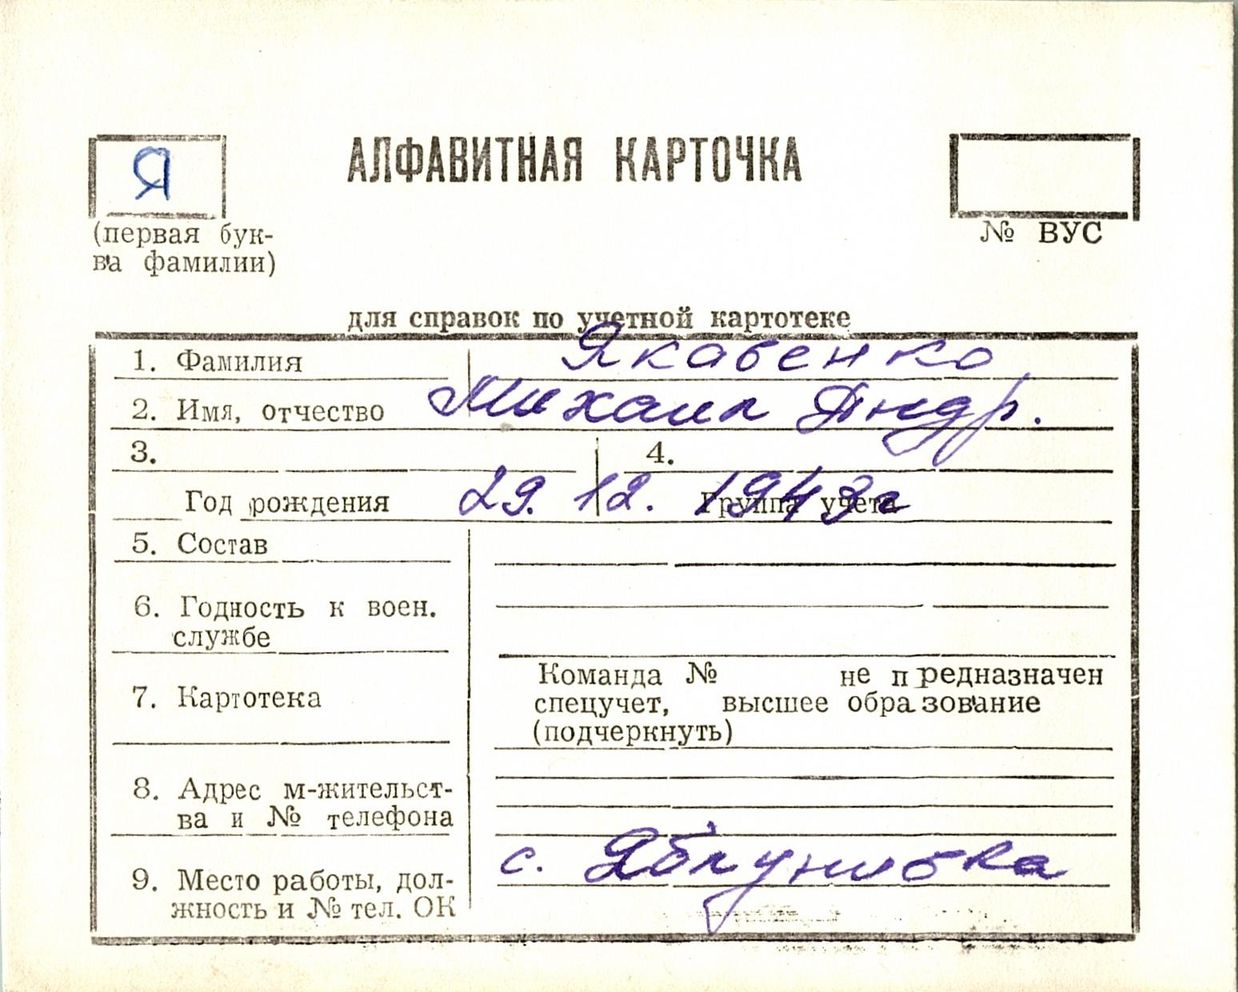 Я
АЛФАВИТНАЯ КАРТОЧКА
(первая бук-
ва фамилии)
№ ВУС
для справок по учетной картотеке
1. Фамилия Якабенко
2. Имя, отчество Михаил Андр.
3. 4.
Год рождения 29. 12. 1943г Группа учета
5. Состав
6. Годность к воен.
службе
7. Картотека
Команда № не предназначен
спецучет, высшее образование
(подчеркнуть)
8. Адрес м-жительст-
ва и № телефона
с. Яблунивка
9. Место работы, дол-
жность и № тел. ОК